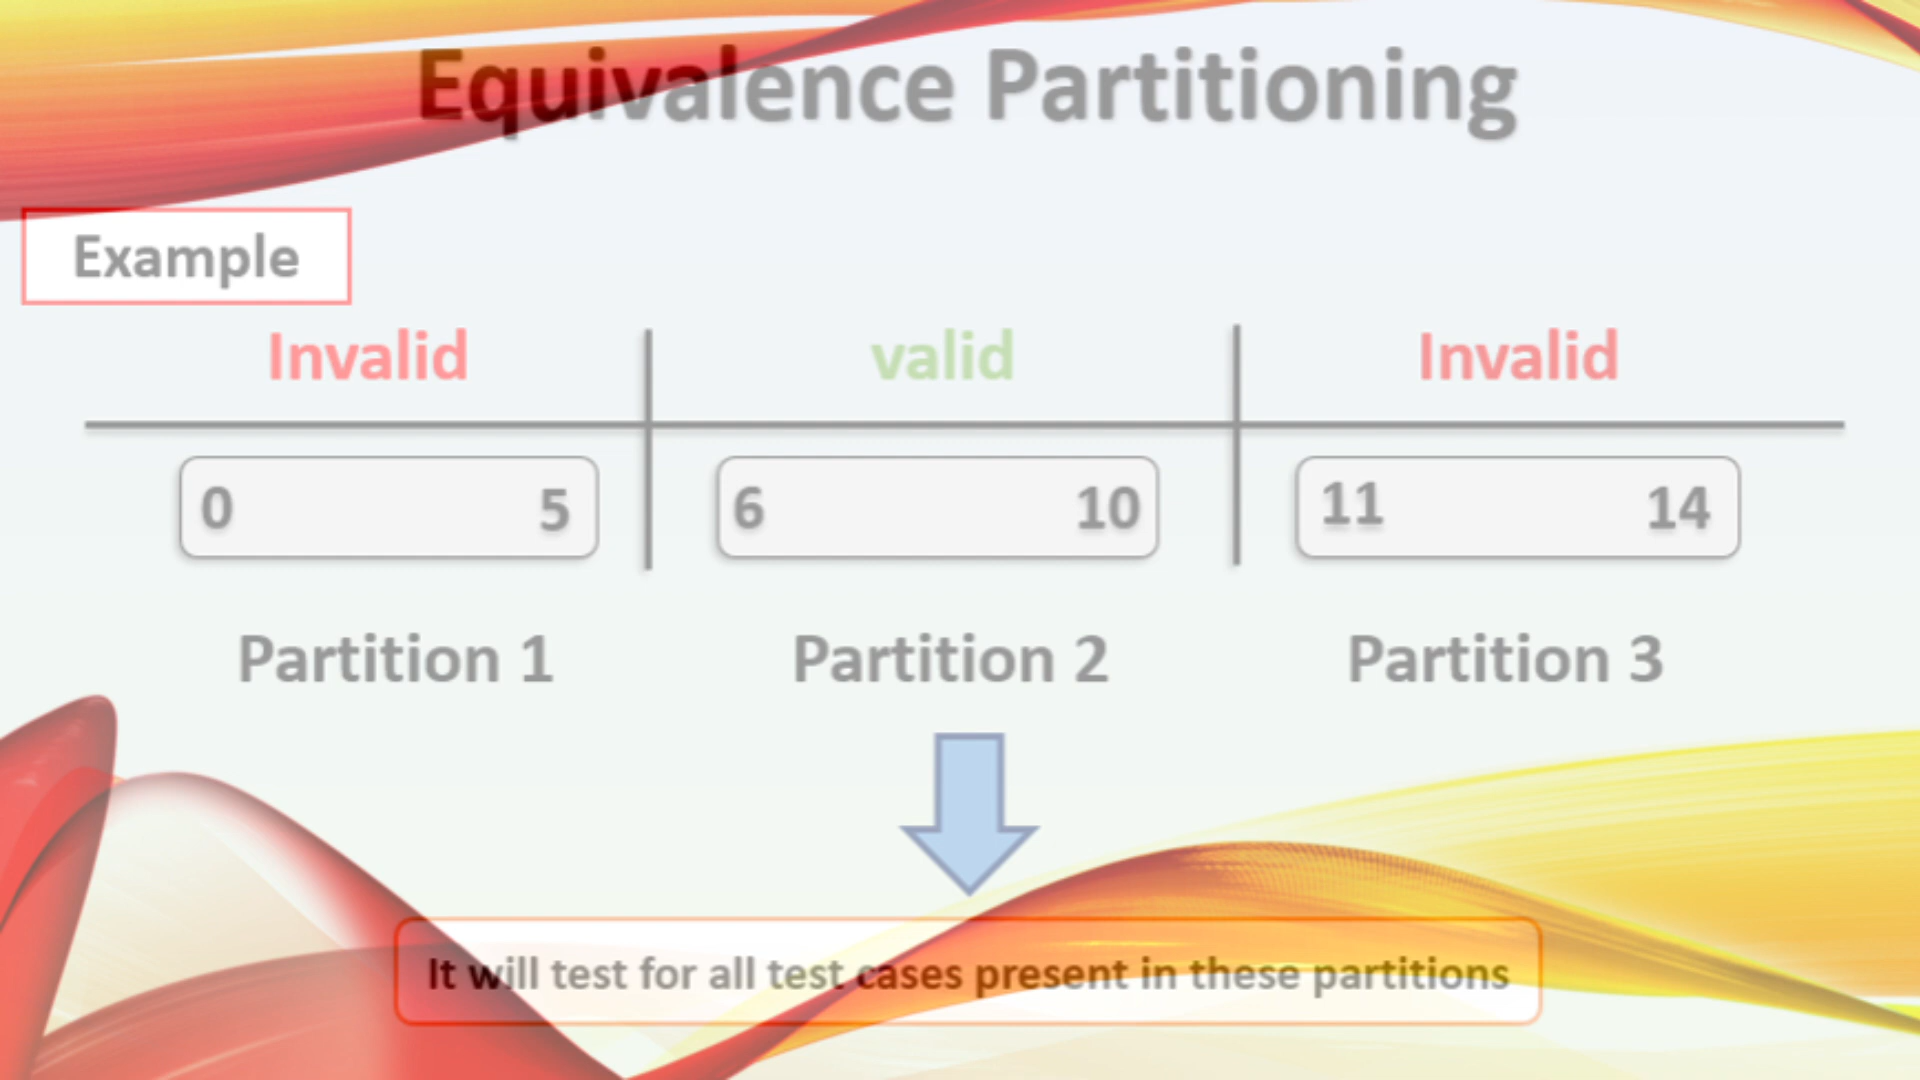 Equivalence Partitioning
Example
Invalid valid Invalid
0 5 6 10 11 14
Partition 1 Partition 2 Partition 3
It will test for all test cases present in these partitions